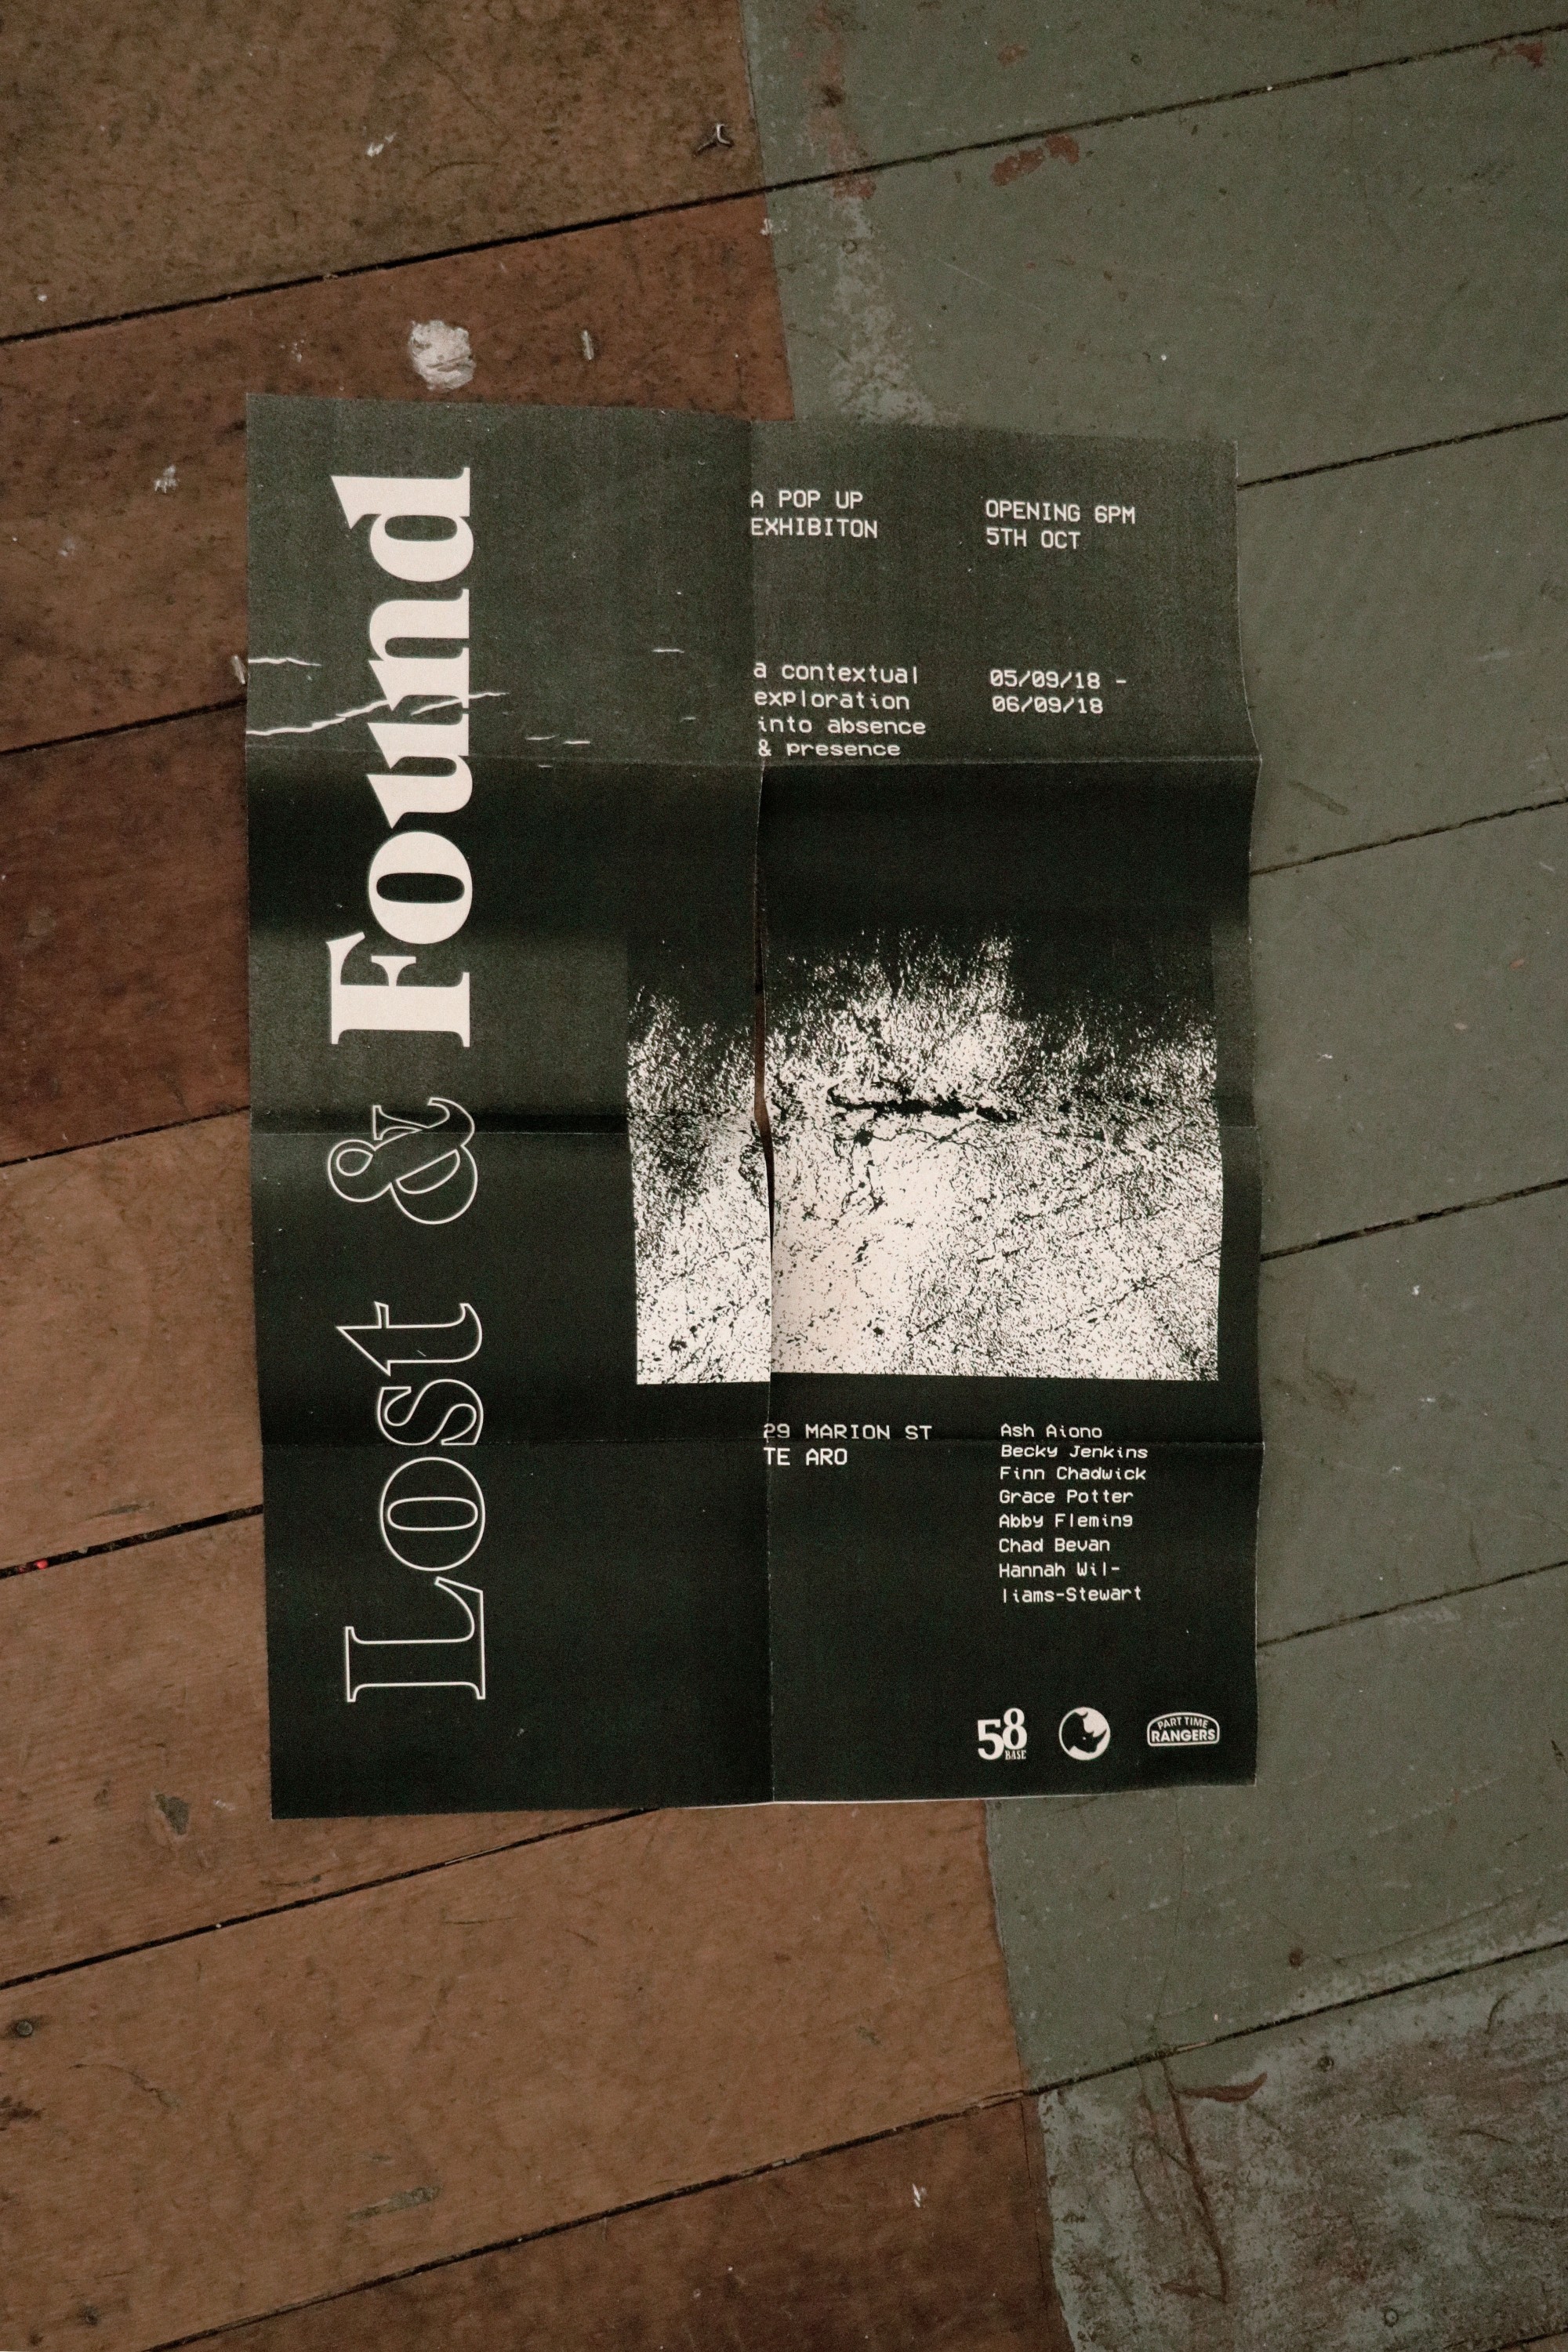 Lost & Found
A POP UP
EXHIBITON
OPENING 6PM
5TH OCT
a contextual
exploration
into absence
& presence
05/09/18 -
06/09/18
29 MARION ST
TE ARO
Ash Aiono
Becky Jenkins
Finn Chadwick
Grace Potter
Abby Fleming
Chad Bevan
Hannah Wil-
liams-Stewart
58
BASE
PART TIME
RANGERS